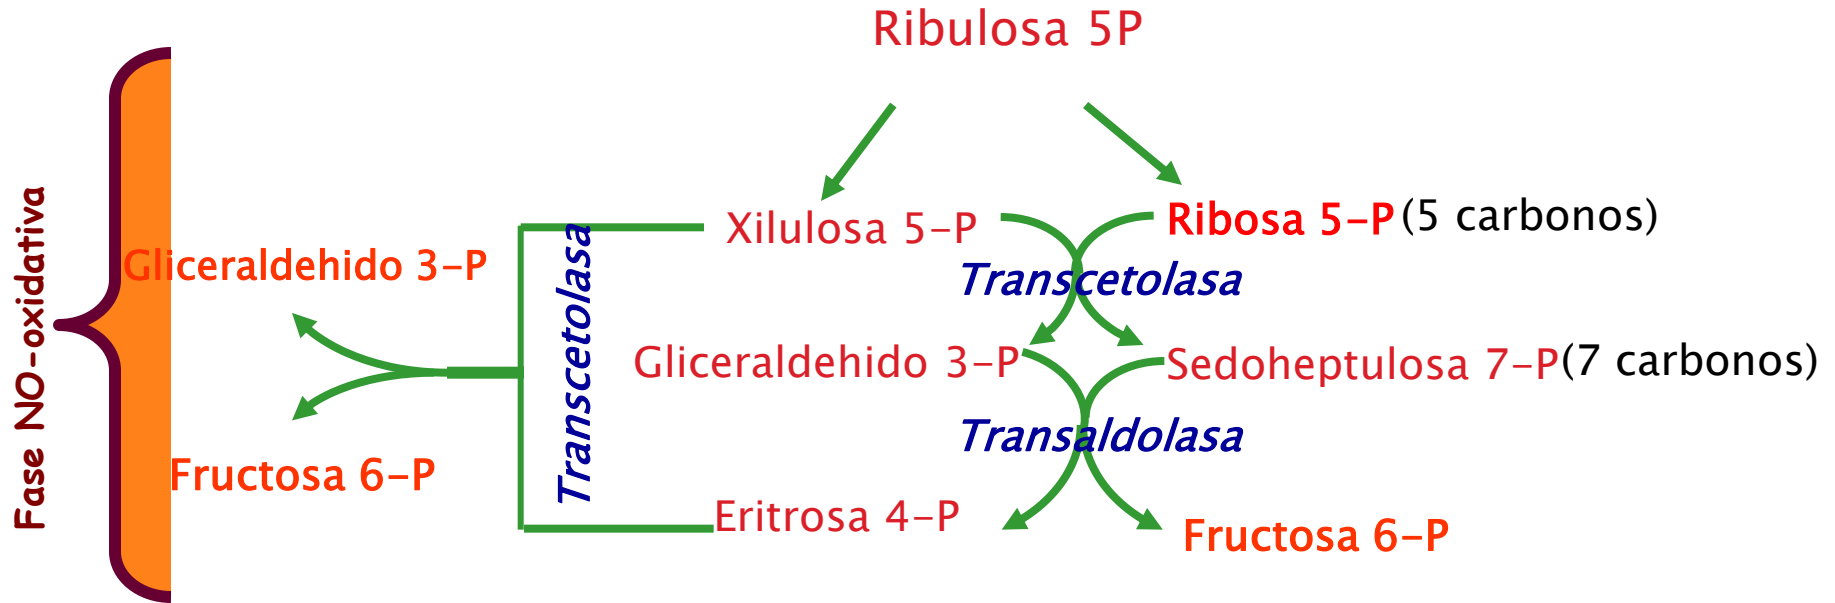 Ribulosa 5P
Fase NO-oxidativa
Xilulosa 5-P
Ribosa 5-P (5 carbonos)
Gliceraldehido 3-P
Transcetolasa
Transcetolasa
Gliceraldehido 3-P
Sedoheptulosa 7-P(7 carbonos)
Fructosa 6-P
Transaldolasa
Eritrosa 4-P
Fructosa 6-P